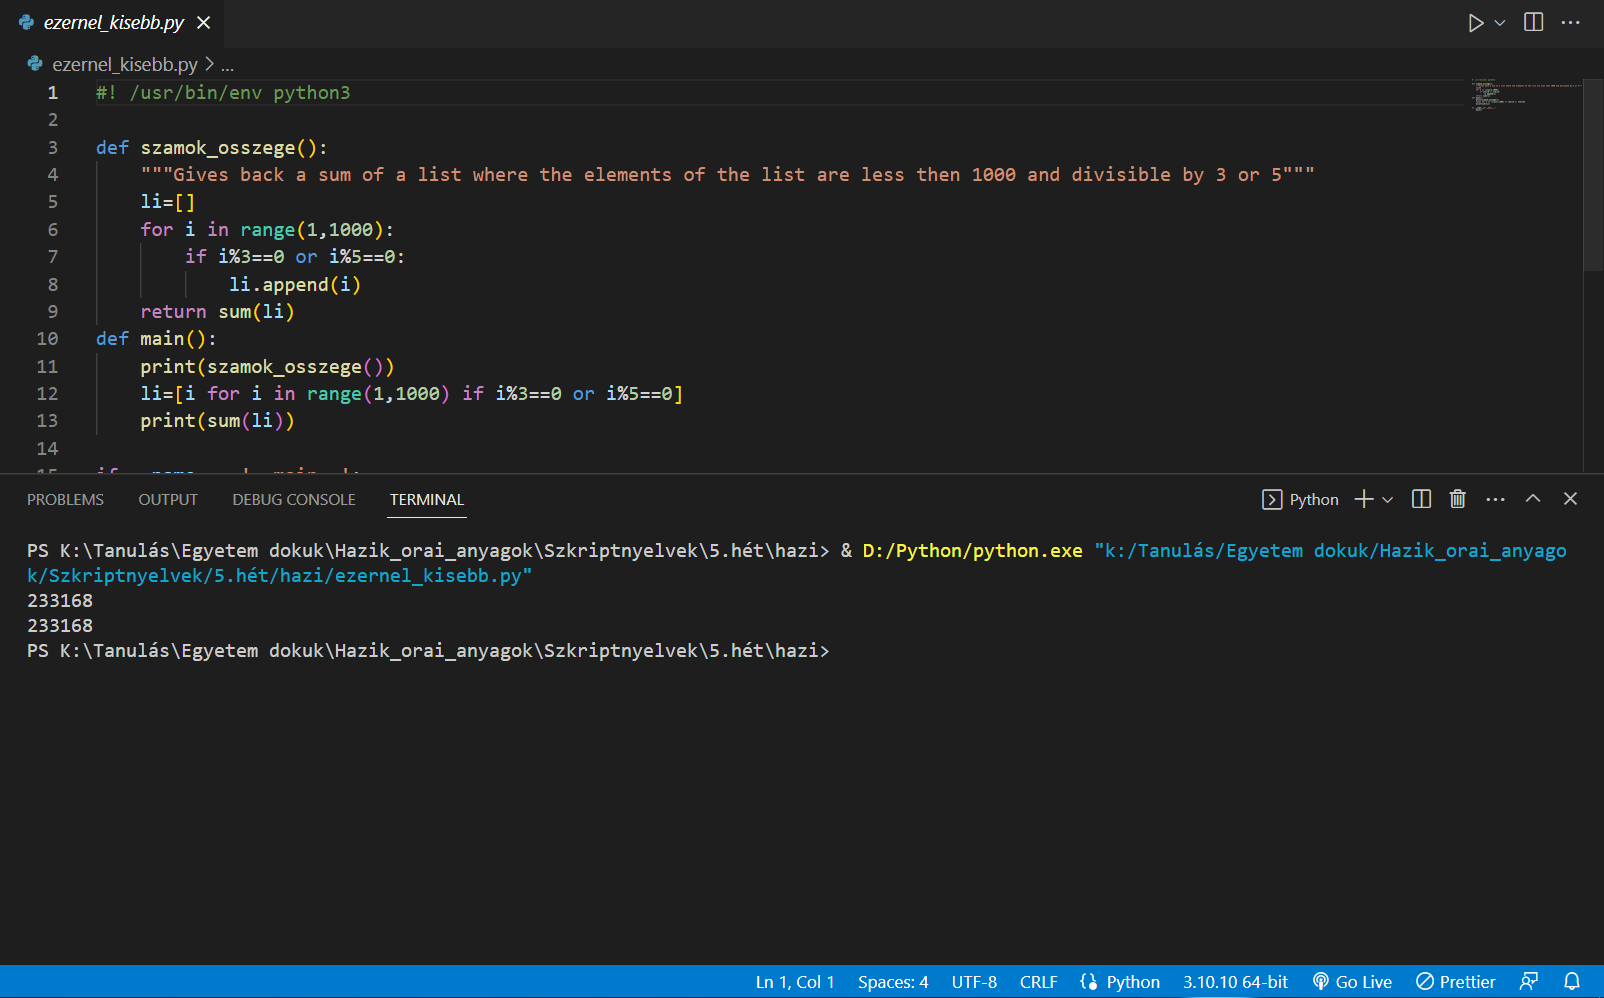 ezernel_kisebb.py
ezernel_kisebb.py > ...
1 #! /usr/bin/env python3
2
3 def szamok_osszege():
4 """Gives back a sum of a list where the elements of the list are less then 1000 and divisible by 3 or 5"""
5 li=[]
6 for i in range(1,1000):
7 if i%3==0 or i%5==0:
8 li.append(i)
9 return sum(li)
10 def main():
11 print(szamok_osszege())
12 li=[i for i in range(1,1000) if i%3==0 or i%5==0]
13 print(sum(li))
14
PROBLEMS OUTPUT DEBUG CONSOLE TERMINAL Python
PS K:\Tanulás\Egyetem dokuk\Hazik_orai_anyagok\Szkriptnyelvek\5.hét\hazi> & D:/Python/python.exe "k:/Tanulás/Egyetem dokuk/Hazik_orai_anyago
k/Szkriptnyelvek/5.hét/hazi/ezernel_kisebb.py"
233168
233168
PS K:\Tanulás\Egyetem dokuk\Hazik_orai_anyagok\Szkriptnyelvek\5.hét\hazi>
Ln 1, Col 1 Spaces: 4 UTF-8 CRLF Python 3.10.10 64-bit Go Live Prettier